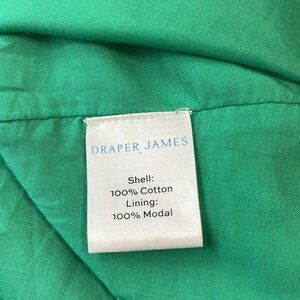 DRAPER JAMES
Shell:
100% Cotton
Lining:
100% Modal